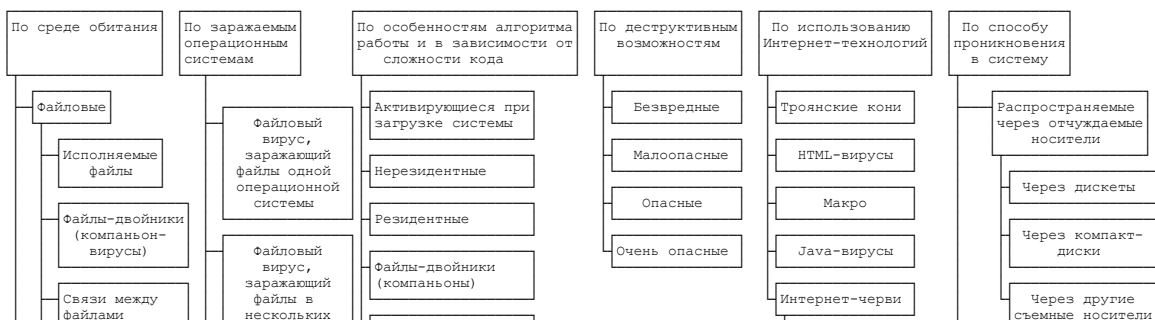 По среде обитания
Файловые
Исполняемые
файлы
Файлы-двойники
(компаньон-
вирусы)
Связи между
файлами
По заражаемым
операционным
системам
Файловый
вирус,
заражающий
файлы одной
операционной
системы
Файловый
вирус,
заражающий
файлы в
нескольких
По особенностям алгоритма
работы и в зависимости от
сложности кода
Активирующиеся при
загрузке системы
Нерезидентные
Резидентные
Файлы-двойники
(компаньоны)
По деструктивным
возможностям
Безвредные
Малоопасные
Опасные
Очень опасные
По использованию
Интернет-технологий
Троянские кони
HTML-вирусы
Макро
Java-вирусы
Интернет-черви
По способу
проникновения
в систему
Распространяемые
через отчуждаемые
носители
Через дискеты
Через компакт-
диски
Через другие
съемные носители